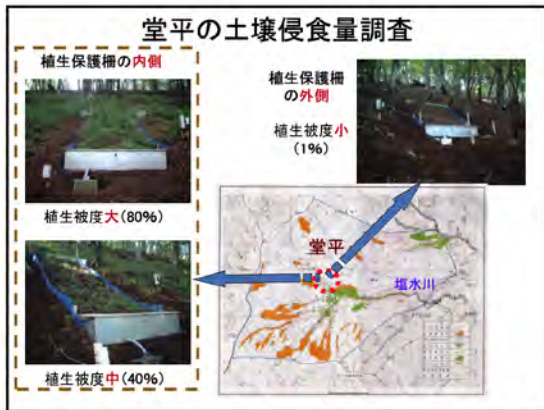 堂平の土壌侵食量調査
植生保護柵の内側
植生被度大(80%)
植生被度中(40%)
植生保護柵
の外側
植生被度小
(1%)
堂平
塩水川